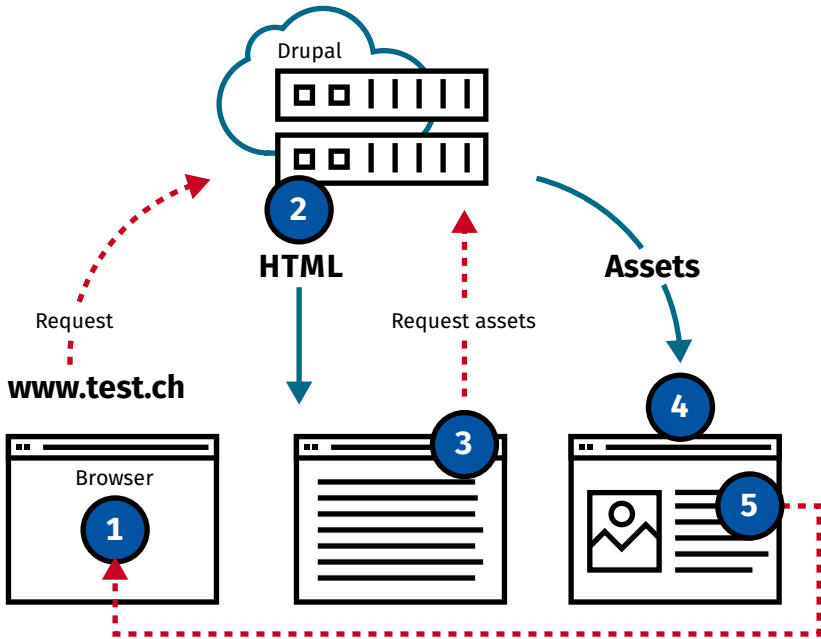 Drupal
2
HTML
Assets
Request
Request assets
www.test.ch
4
3
Browser
5
1